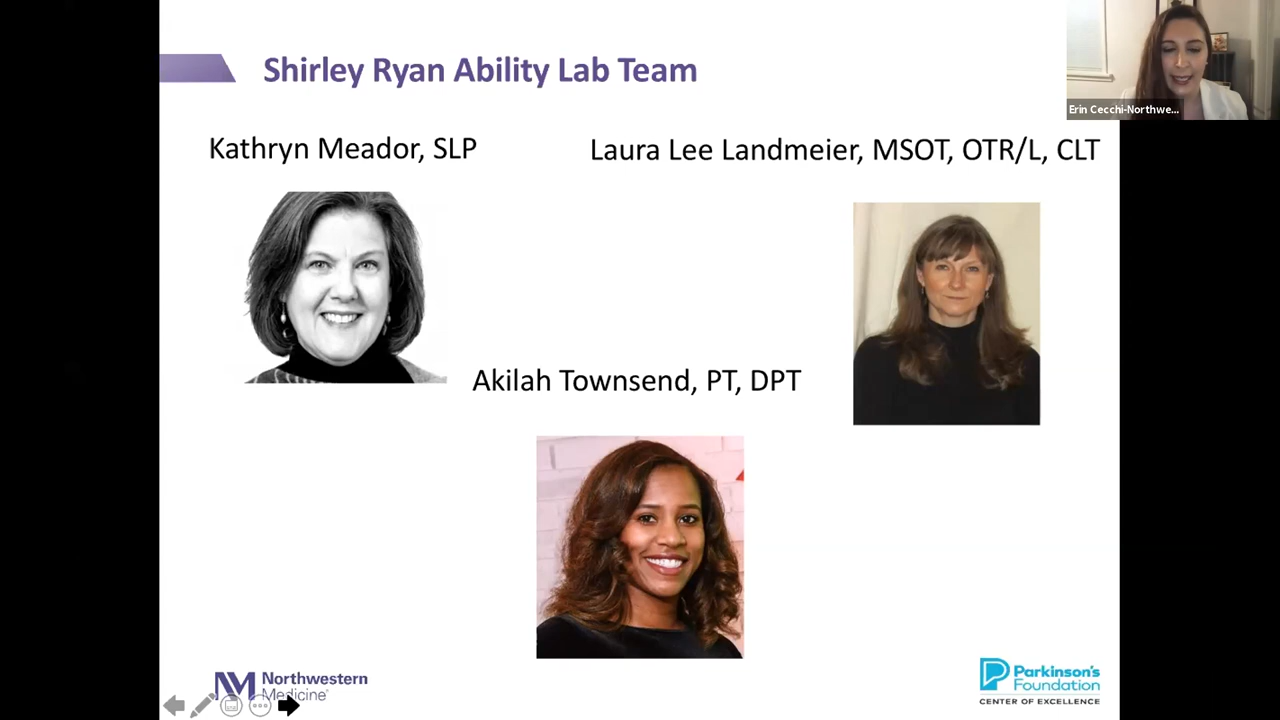 Shirley Ryan Ability Lab Team
Erin Cecchi-Northwe...
Kathryn Meador, SLP
Laura Lee Landmeier, MSOT, OTR/L, CLT
Akilah Townsend, PT, DPT
NM Northwestern
Medicine®
Parkinson's
Foundation
CENTER OF EXCELLENCE